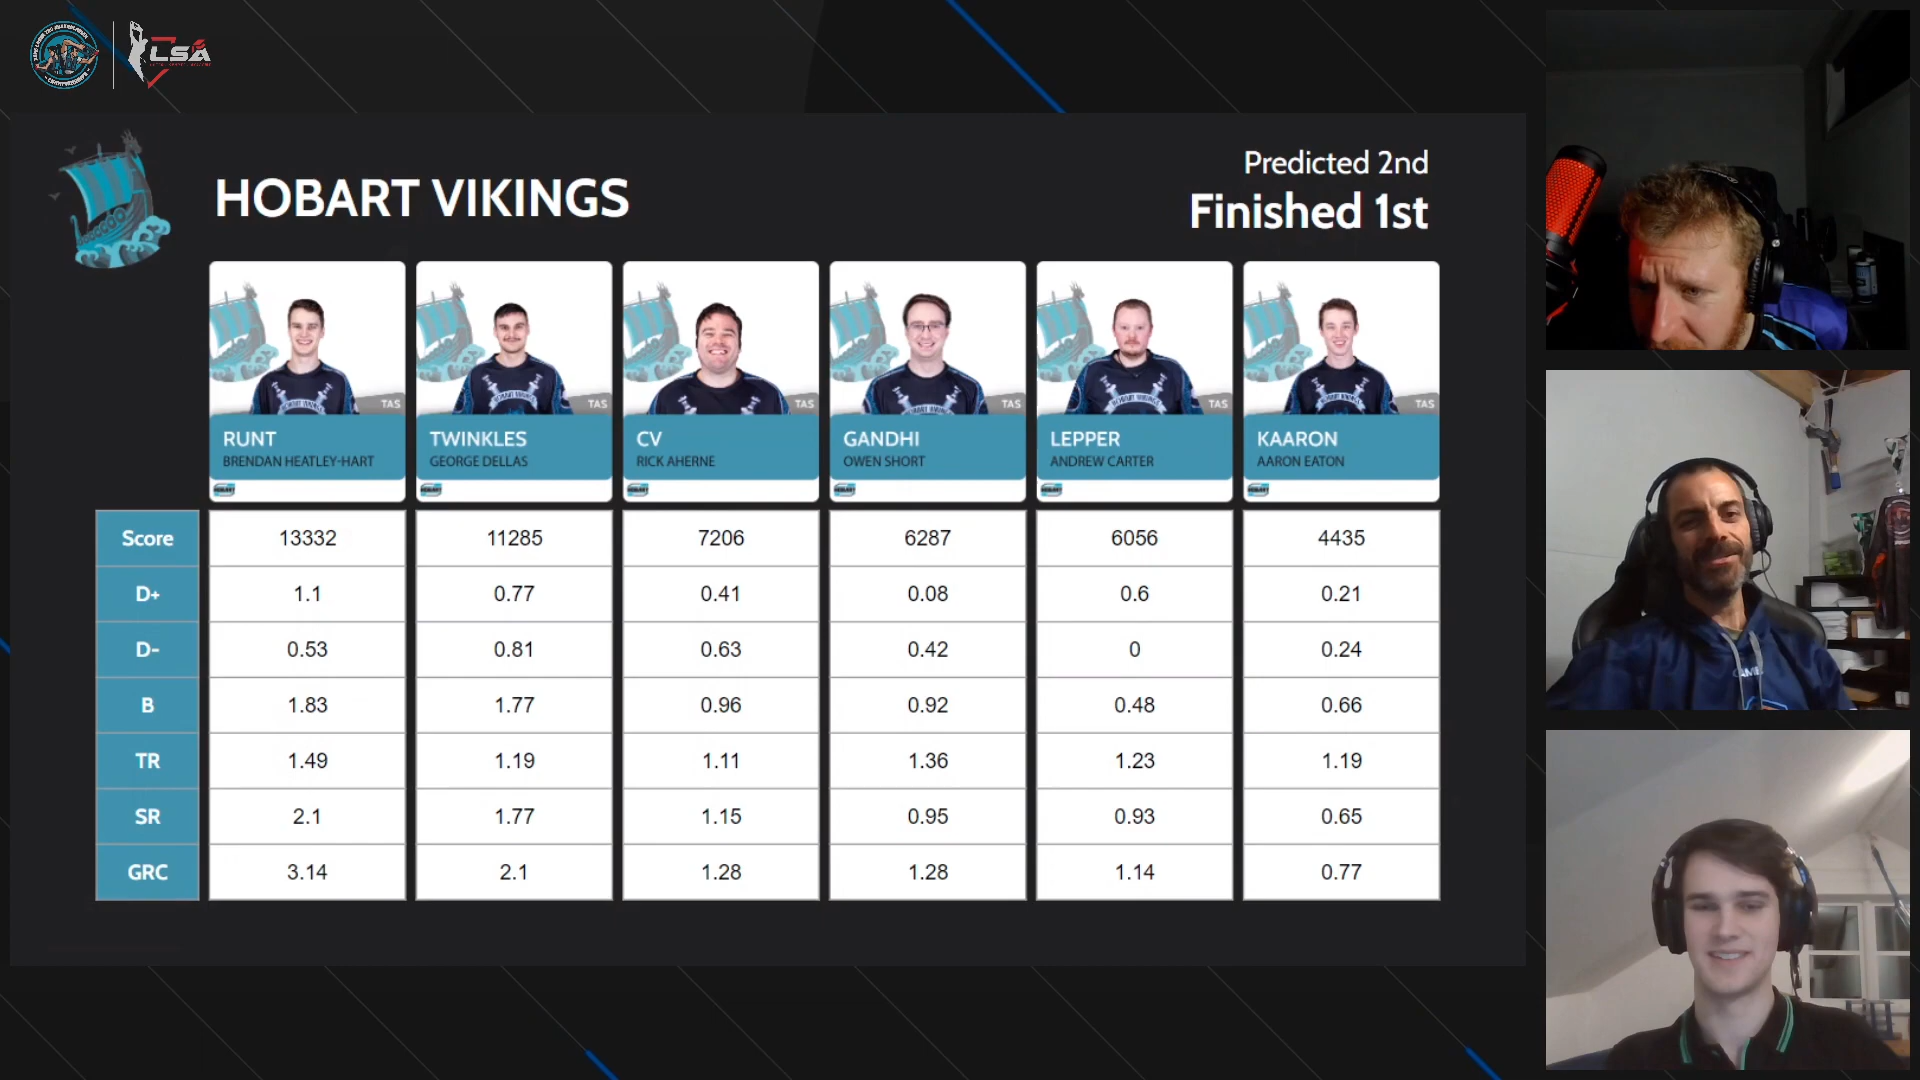 LSA
HOBART VIKINGS
Predicted 2nd
Finished 1st
TAS TAS TAS TAS TAS TAS
RUNT TWINKLES CV GANDHI LEPPER KAARON
BRENDAN HEATLEY-HART GEORGE DELLAS RICK AHERNE OWEN SHORT ANDREW CARTER AARON EATON
Score 13332 11285 7206 6287 6056 4435
D+ 1.1 0.77 0.41 0.08 0.6 0.21
D- 0.53 0.81 0.63 0.42 0 0.24
B 1.83 1.77 0.96 0.92 0.48 0.66
TR 1.49 1.19 1.11 1.36 1.23 1.19
SR 2.1 1.77 1.15 0.95 0.93 0.65
GRC 3.14 2.1 1.28 1.28 1.14 0.77